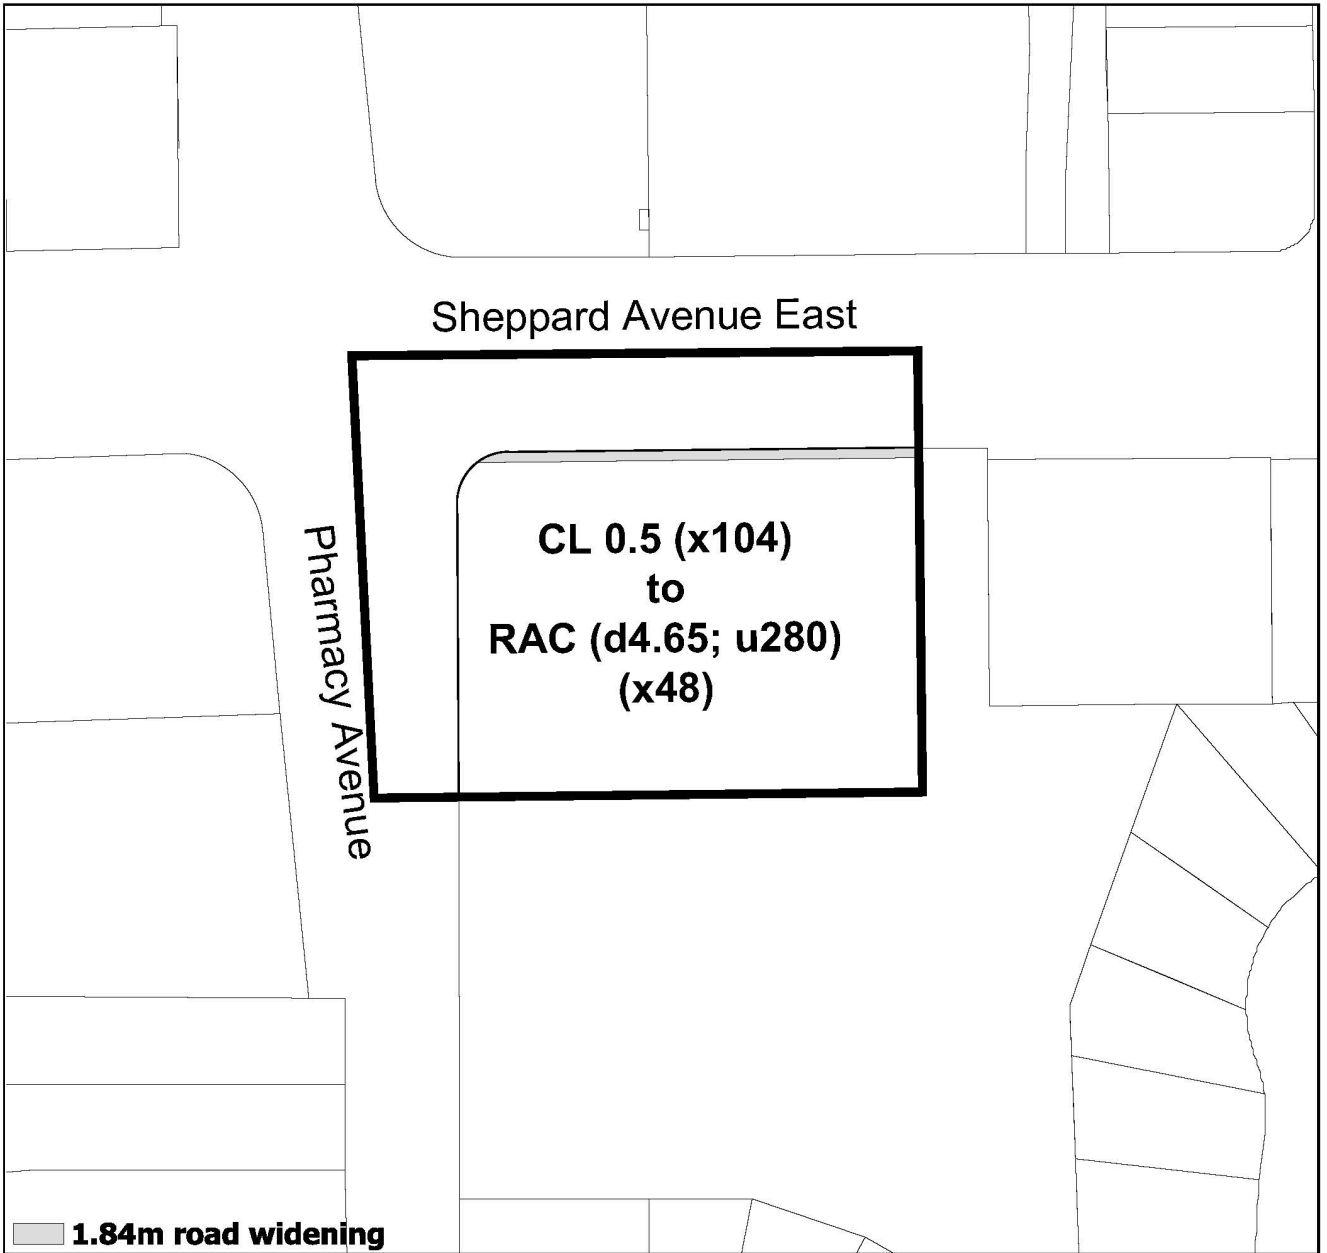 Sheppard Avenue East
CL 0.5 (x104)
to
RAC (d4.65; u280)
(x48)
Pharmacy Avenue
1.84m road widening